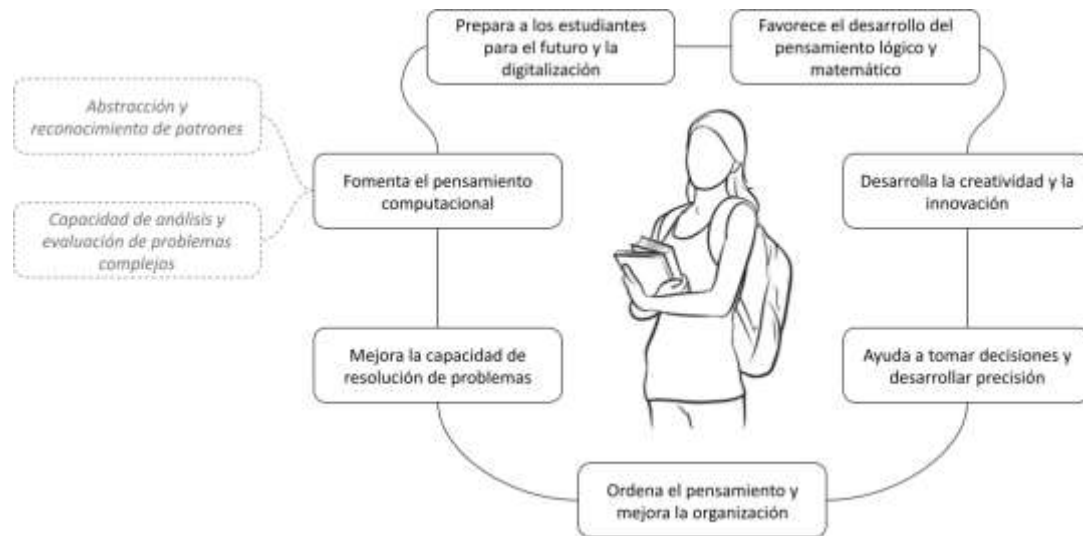 Prepara a los estudiantes
para el futuro y la
digitalización
Favorece el desarrollo del
pensamiento lógico y
matemático
Abstracción y
reconocimiento de patrones
Fomenta el pensamiento
computacional
Desarrolla la creatividad y la
innovación
Capacidad de análisis y
evaluación de problemas
complejos
Mejora la capacidad de
resolución de problemas
Ayuda a tomar decisiones y
desarrollar precisión
Ordena el pensamiento y
mejora la organización